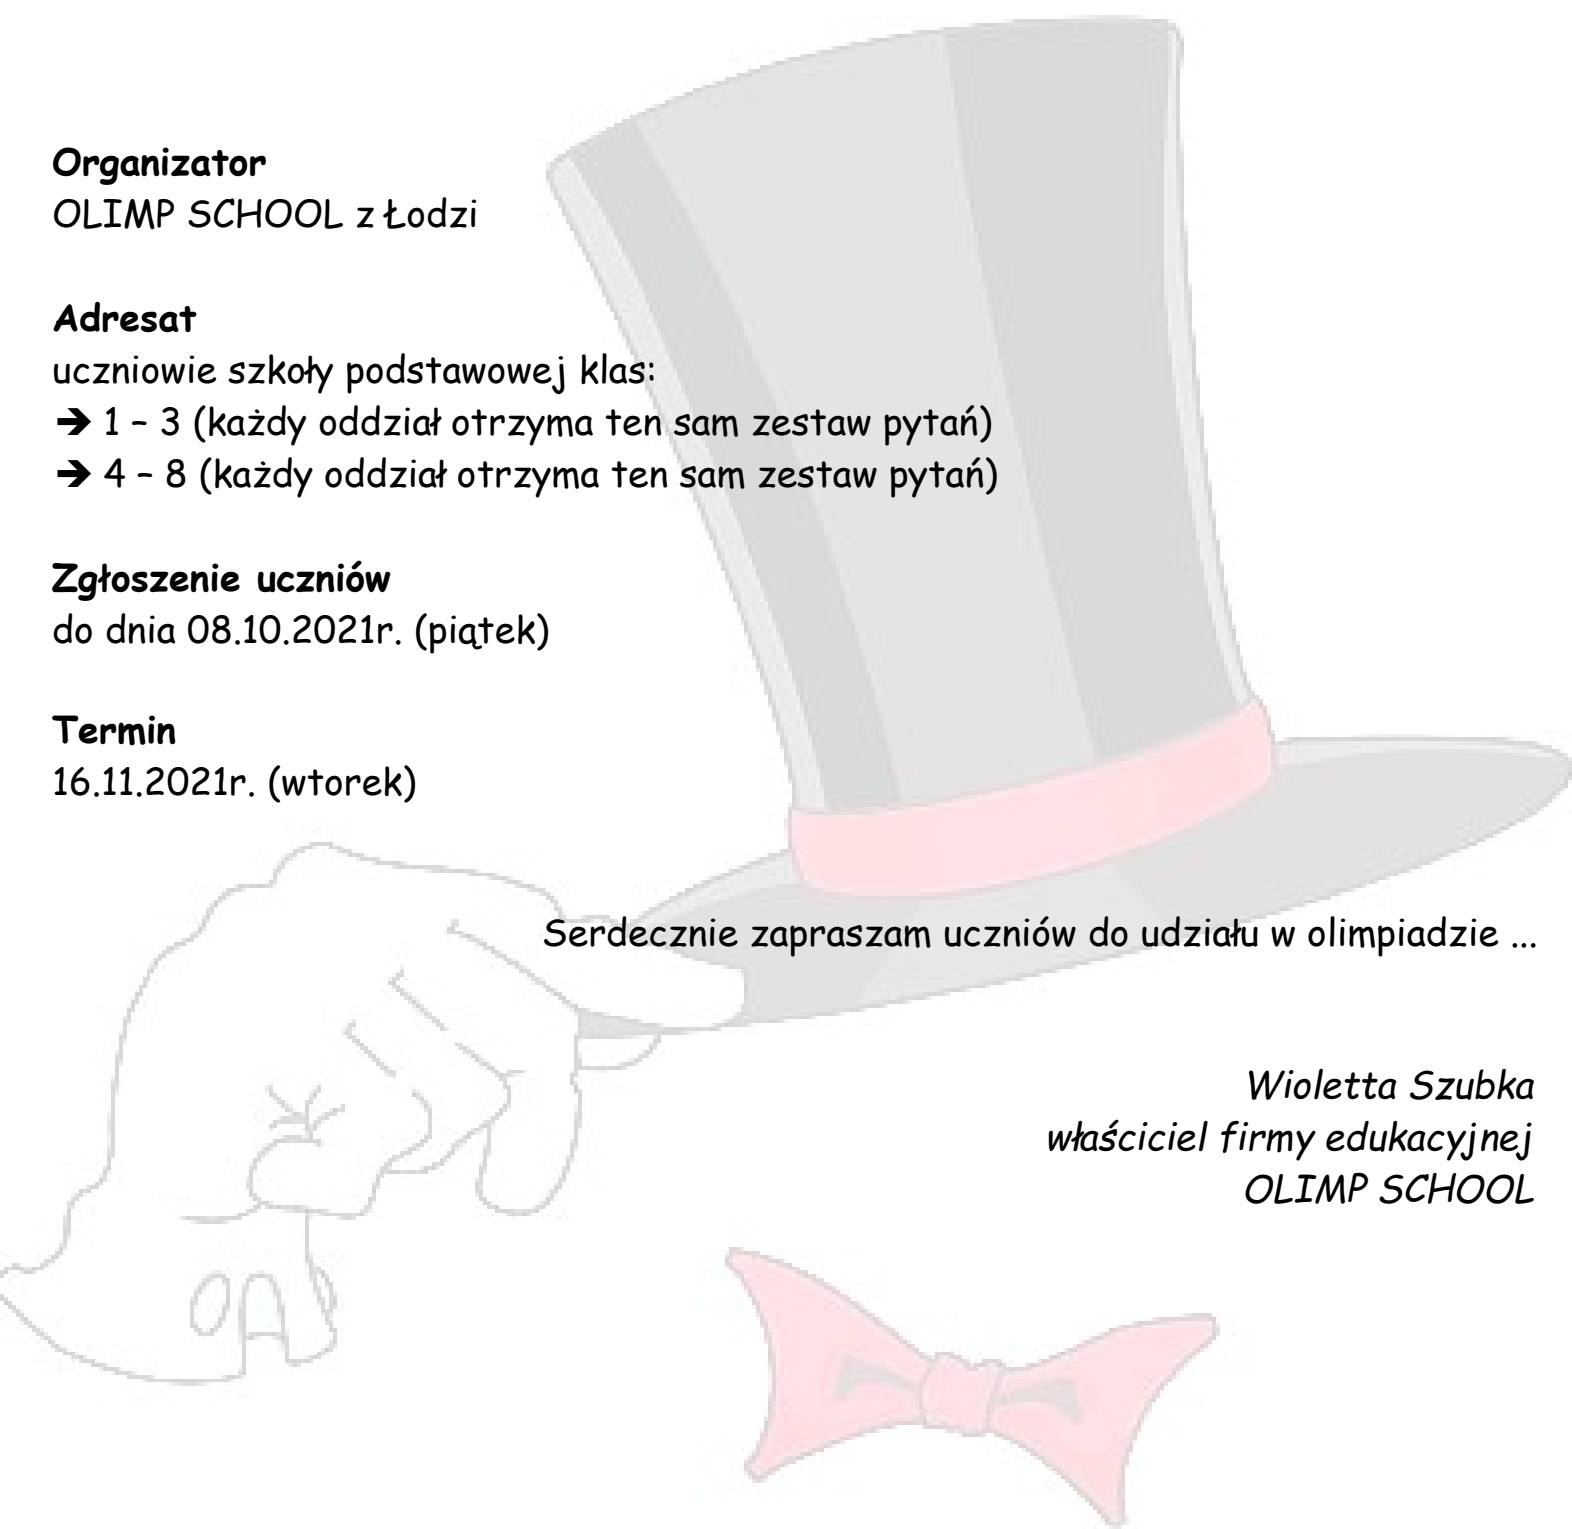 Organizator
OLIMP SCHOOL z Łodzi
Adresat
uczniowie szkoły podstawowej klas:
➔ 1 – 3 (każdy oddział otrzyma ten sam zestaw pytań)
➔ 4 – 8 (każdy oddział otrzyma ten sam zestaw pytań)
Zgłoszenie uczniów
do dnia 08.10.2021r. (piątek)
Termin
16.11.2021r. (wtorek)
Serdecznie zapraszam uczniów do udziału w olimpiadzie ...
Wioletta Szubka
właściciel firmy edukacyjnej
OLIMP SCHOOL